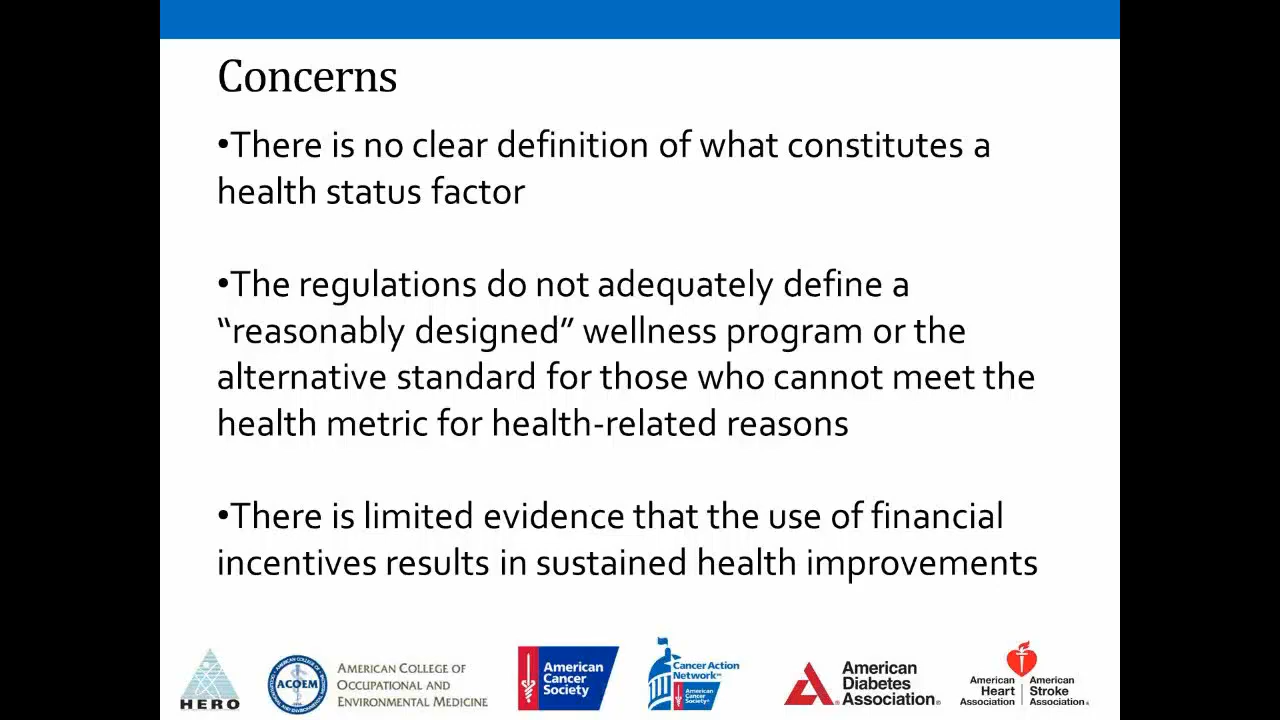 Concerns
•There is no clear definition of what constitutes a
health status factor
•The regulations do not adequately define a
“reasonably designed” wellness program or the
alternative standard for those who cannot meet the
health metric for health-related reasons
•There is limited evidence that the use of financial
incentives results in sustained health improvements
HERO
ACOEM
AMERICAN COLLEGE OF
OCCUPATIONAL AND
ENVIRONMENTAL MEDICINE
American
Cancer
Society
Cancer Action
Network™
American
Cancer
Society®
American
Diabetes
Association®
American
Heart
Association®
American
Stroke
Association®